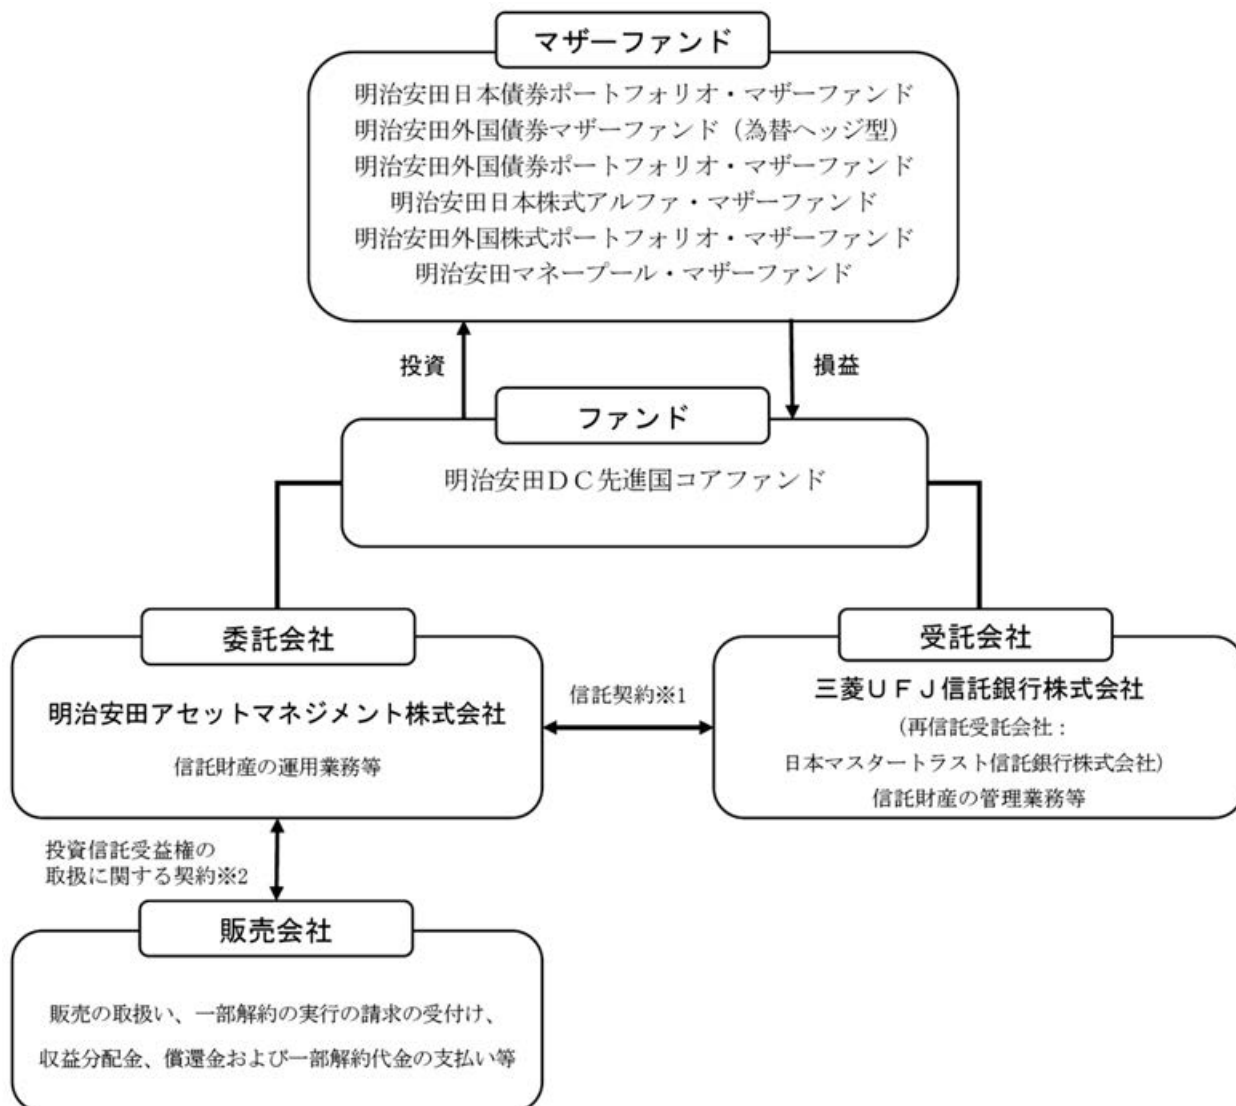 マザーファンド
明治安田日本債券ポートフォリオ・マザーファンド
明治安田外国債券マザーファンド（為替ヘッジ型）
明治安田外国債券ポートフォリオ・マザーファンド
明治安田日本株式アルファ・マザーファンド
明治安田外国株式ポートフォリオ・マザーファンド
明治安田マネープール・マザーファンド
投資
損益
ファンド
明治安田ＤＣ先進国コアファンド
委託会社
明治安田アセットマネジメント株式会社
信託財産の運用業務等
信託契約※1
受託会社
三菱ＵＦＪ信託銀行株式会社
（再信託受託会社：
日本マスタートラスト信託銀行株式会社）
信託財産の管理業務等
投資信託受益権の
取扱に関する契約※2
販売会社
販売の取扱い、一部解約の実行の請求の受付け、
収益分配金、償還金および一部解約代金の支払い等